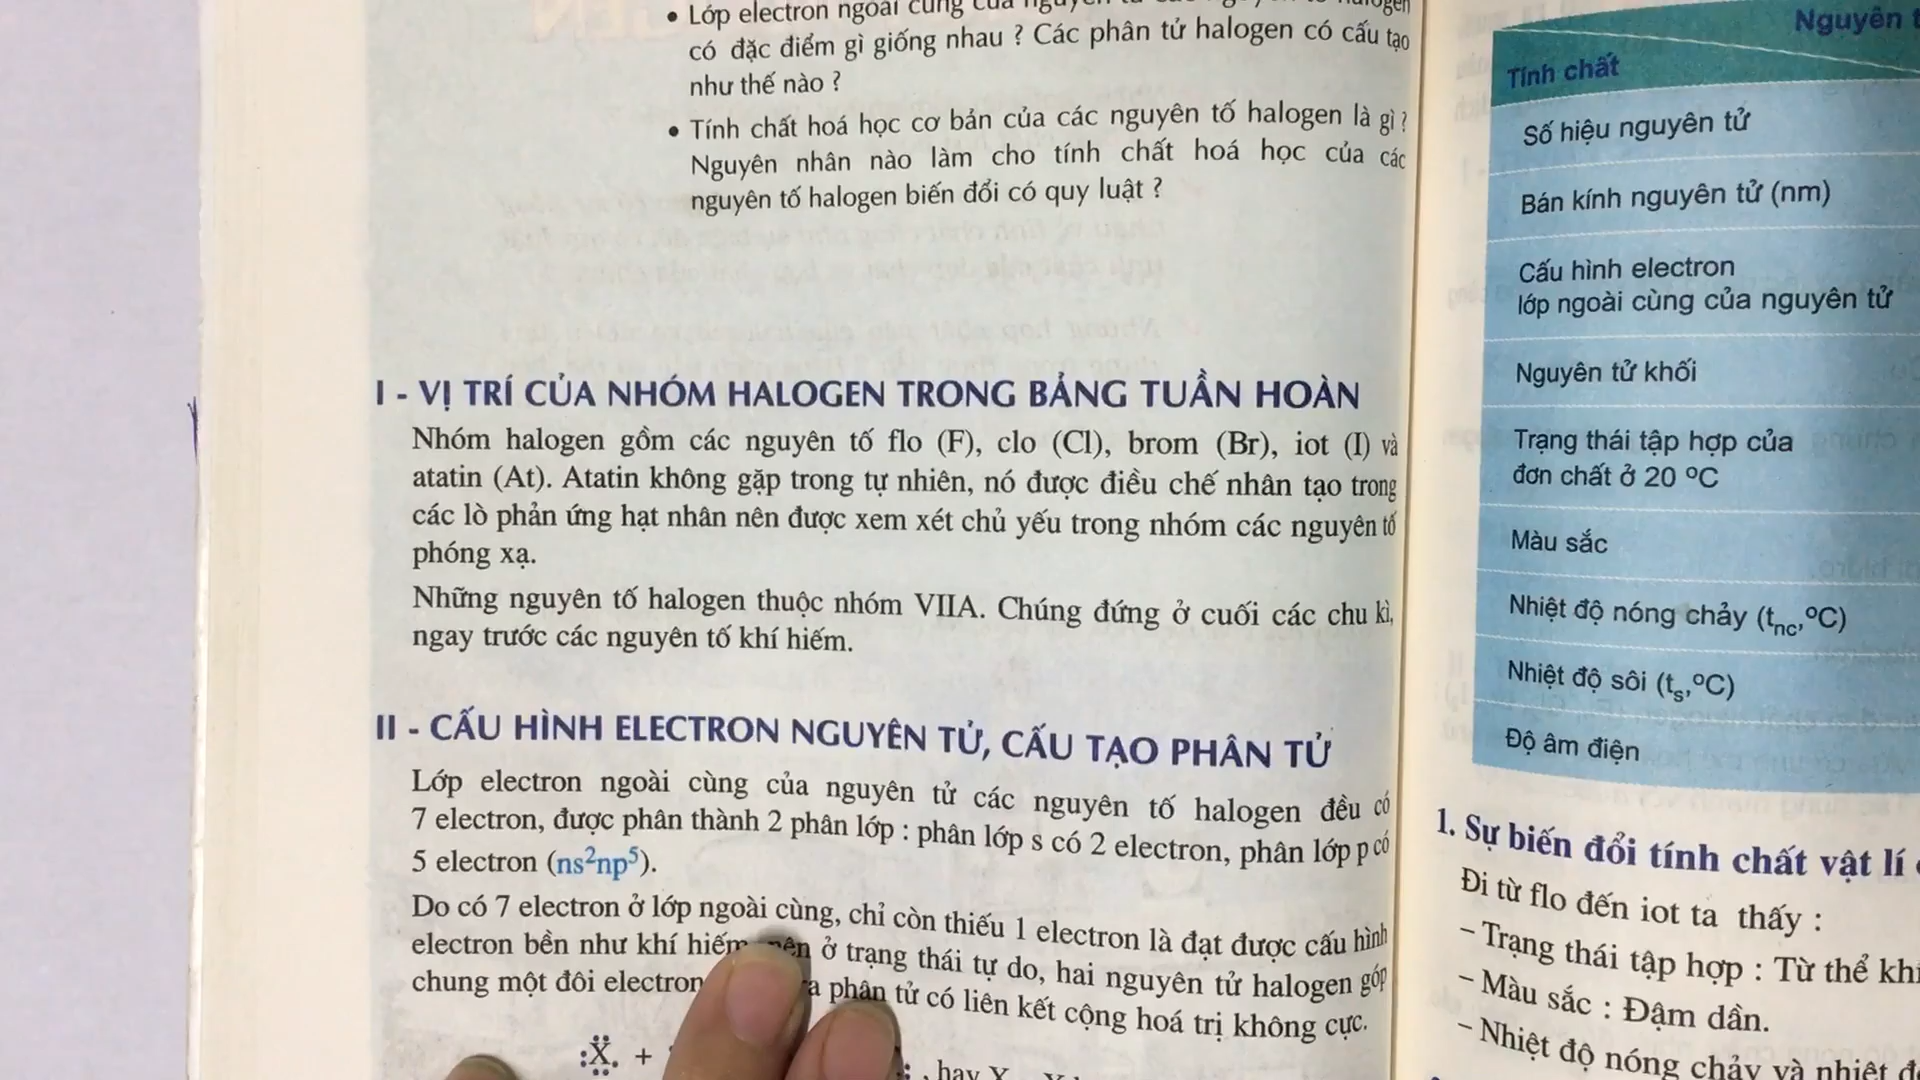 • Lớp electron ngoài cùng của nguyên tử các nguyên tố halogen
có đặc điểm gì giống nhau ? Các phân tử halogen có cấu tạo
như thế nào ?
• Tính chất hoá học cơ bản của các nguyên tố halogen là gì ?
Nguyên nhân nào làm cho tính chất hoá học của các
nguyên tố halogen biến đổi có quy luật ?
I - VỊ TRÍ CỦA NHÓM HALOGEN TRONG BẢNG TUẦN HOÀN
Nhóm halogen gồm các nguyên tố flo (F), clo (Cl), brom (Br), iot (I) và
atatin (At). Atatin không gặp trong tự nhiên, nó được điều chế nhân tạo trong
các lò phản ứng hạt nhân nên được xem xét chủ yếu trong nhóm các nguyên tố
phóng xạ.
Những nguyên tố halogen thuộc nhóm VIIA. Chúng đứng ở cuối các chu kì,
ngay trước các nguyên tố khí hiếm.
II - CẤU HÌNH ELECTRON NGUYÊN TỬ, CẤU TẠO PHÂN TỬ
Lớp electron ngoài cùng của nguyên tử các nguyên tố halogen đều có
7 electron, được phân thành 2 phân lớp : phân lớp s có 2 electron, phân lớp p có
5 electron (ns²np⁵).
Do có 7 electron ở lớp ngoài cùng, chỉ còn thiếu 1 electron là đạt được cấu hình
electron bền như khí hiếm nên ở trạng thái tự do, hai nguyên tử halogen góp
chung một đôi electron phân tử có liên kết cộng hoá trị không cực.
:Ẍ. +
, hay X
Nguyên t
Tính chất
Số hiệu nguyên tử
Bán kính nguyên tử (nm)
Cấu hình electron
lớp ngoài cùng của nguyên tử
Nguyên tử khối
Trạng thái tập hợp của
đơn chất ở 20 °C
Màu sắc
Nhiệt độ nóng chảy (tnc,°C)
Nhiệt độ sôi (ts,°C)
Độ âm điện
1. Sự biến đổi tính chất vật lí
Đi từ flo đến iot ta thấy :
– Trạng thái tập hợp : Từ thể kh
– Màu sắc : Đậm dần.
– Nhiệt độ nóng chảy và nhiệt đ